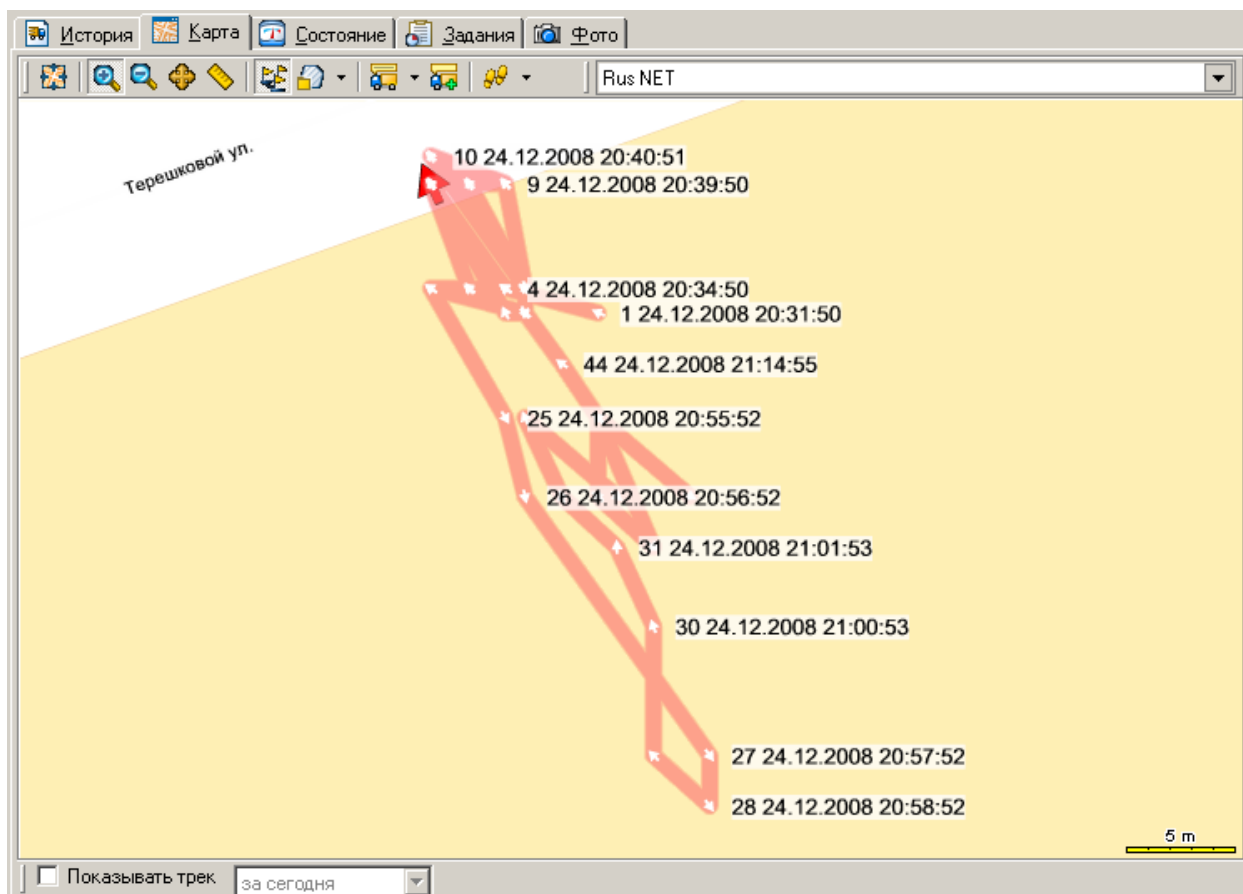 История Карта Состояние Задания Фото
Rus NET
Терешковой ул.
10 24.12.2008 20:40:51
9 24.12.2008 20:39:50
4 24.12.2008 20:34:50
1 24.12.2008 20:31:50
44 24.12.2008 21:14:55
25 24.12.2008 20:55:52
26 24.12.2008 20:56:52
31 24.12.2008 21:01:53
30 24.12.2008 21:00:53
27 24.12.2008 20:57:52
28 24.12.2008 20:58:52
5 m
Показывать трек за сегодня